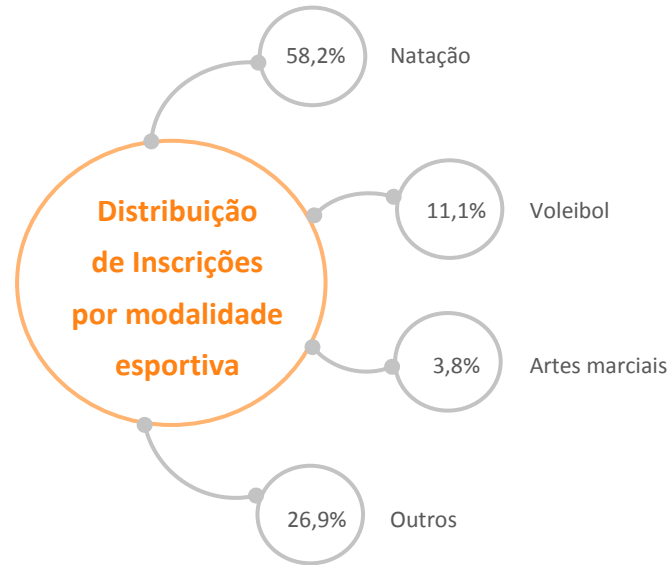 58,2% Natação
11,1% Voleibol
Distribuição
de Inscrições
por modalidade
esportiva
3,8% Artes marciais
26,9% Outros